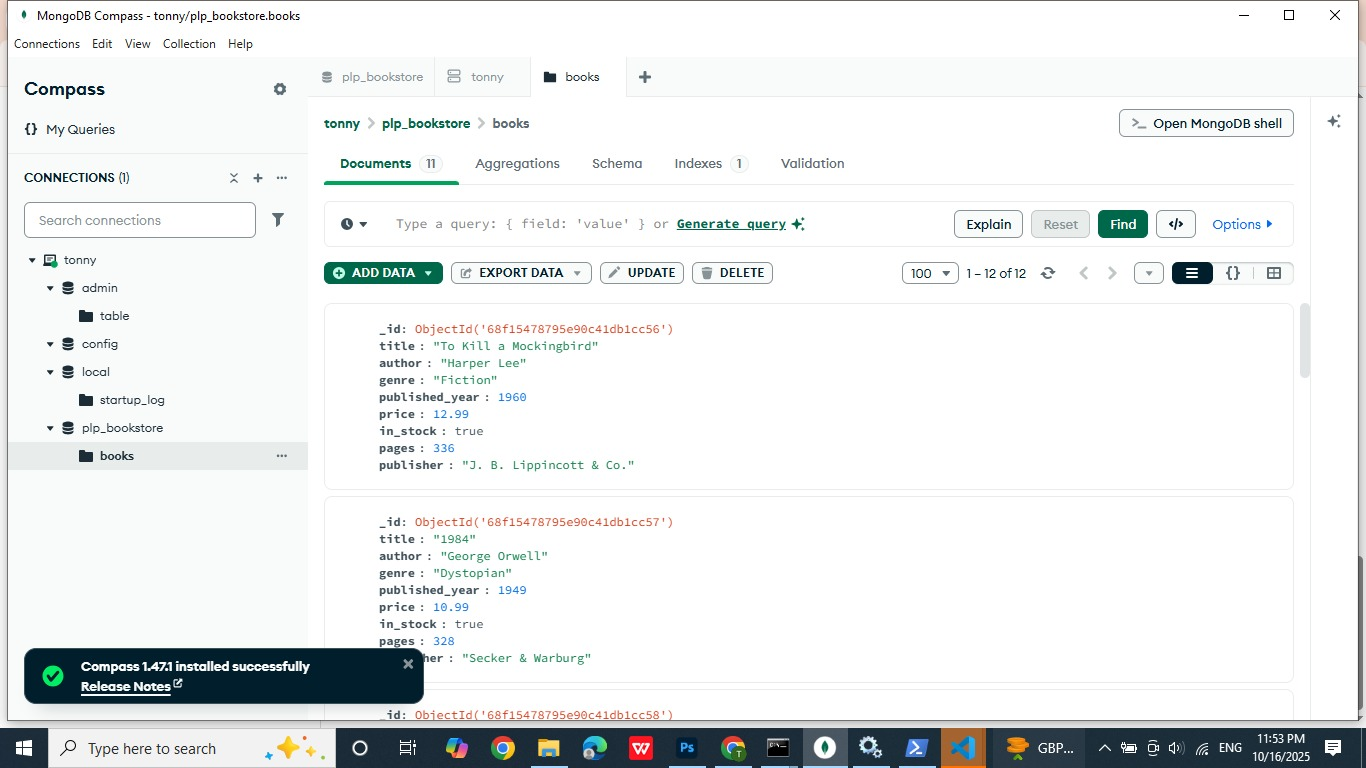 MongoDB Compass - tonny/plp_bookstore.books
Connections Edit View Collection Help
Compass
My Queries
CONNECTIONS (1)
Search connections
tonny
admin
table
config
local
startup_log
plp_bookstore
books
plp_bookstore tonny books
tonny > plp_bookstore > books
>_ Open MongoDB shell
Documents 11 Aggregations Schema Indexes 1 Validation
Type a query: { field: 'value' } or Generate query
Explain Reset Find </> Options
ADD DATA EXPORT DATA UPDATE DELETE
100 1 – 12 of 12 {}
_id: ObjectId('68f15478795e90c41db1cc56')
title : "To Kill a Mockingbird"
author : "Harper Lee"
genre : "Fiction"
published_year : 1960
price : 12.99
in_stock : true
pages : 336
publisher : "J. B. Lippincott & Co."
_id: ObjectId('68f15478795e90c41db1cc57')
title : "1984"
author : "George Orwell"
genre : "Dystopian"
published_year : 1949
price : 10.99
in_stock : true
pages : 328
her : "Secker & Warburg"
_id: ObjectId('68f15478795e90c41db1cc58')
Compass 1.47.1 installed successfully
Release Notes
Type here to search
GBP...
ENG
11:53 PM
10/16/2025